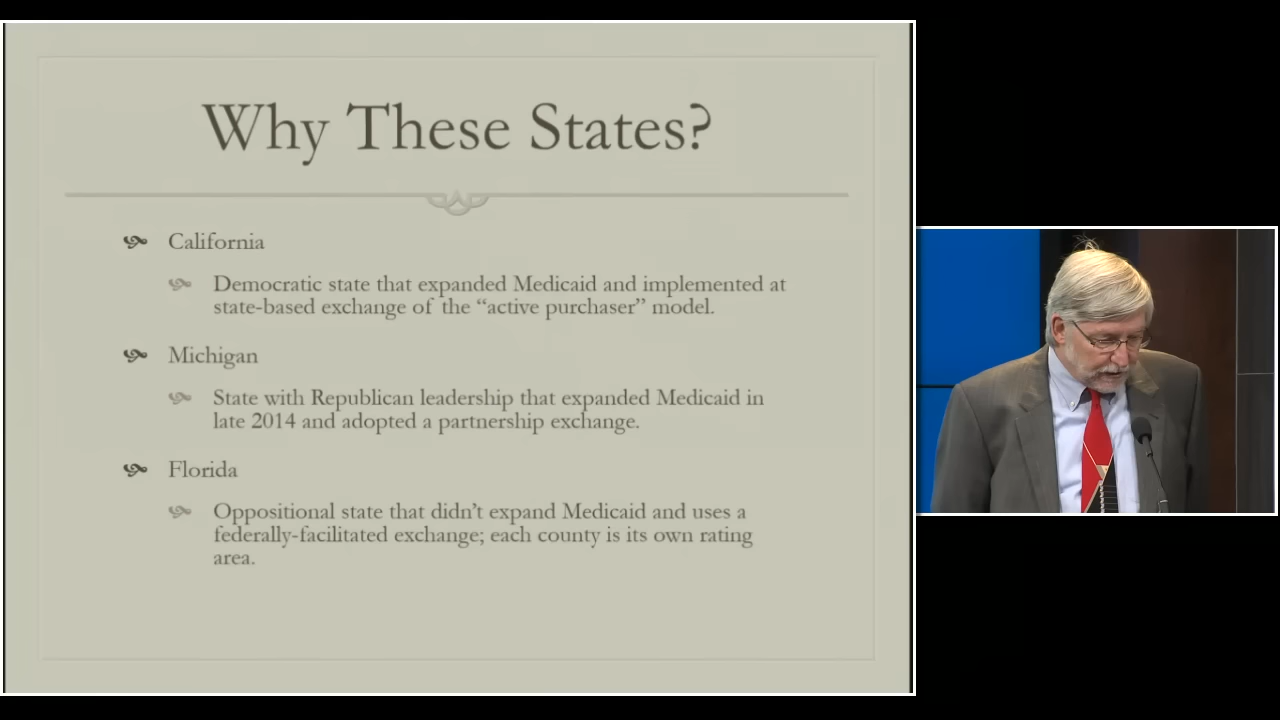 Why These States?
California
Democratic state that expanded Medicaid and implemented at
state-based exchange of the “active purchaser” model.
Michigan
State with Republican leadership that expanded Medicaid in
late 2014 and adopted a partnership exchange.
Florida
Oppositional state that didn’t expand Medicaid and uses a
federally-facilitated exchange; each county is its own rating
area.